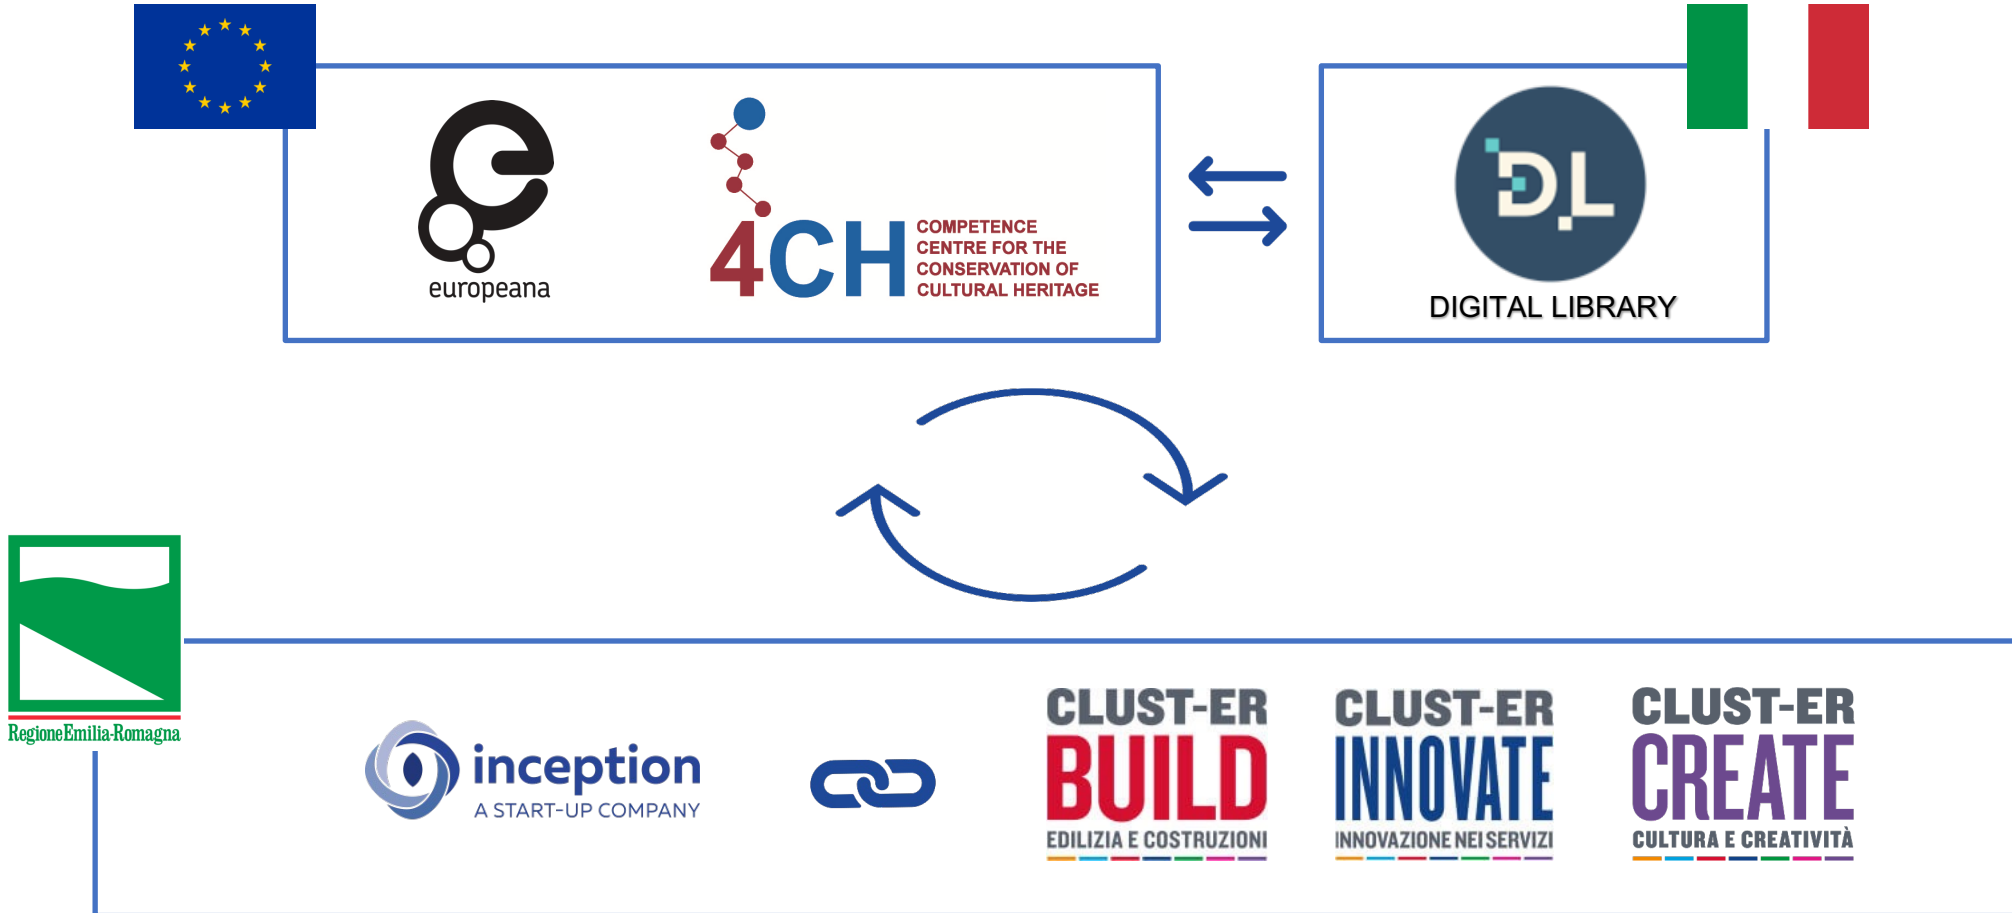 europeana
4CH
COMPETENCE
CENTRE FOR THE
CONSERVATION OF
CULTURAL HERITAGE
DL
DIGITAL LIBRARY
RegioneEmilia-Romagna
inception
A START-UP COMPANY
CLUST-ER
BUILD
EDILIZIA E COSTRUZIONI
CLUST-ER
INNOVATE
INNOVAZIONE NEI SERVIZI
CLUST-ER
CREATE
CULTURA E CREATIVITÀ